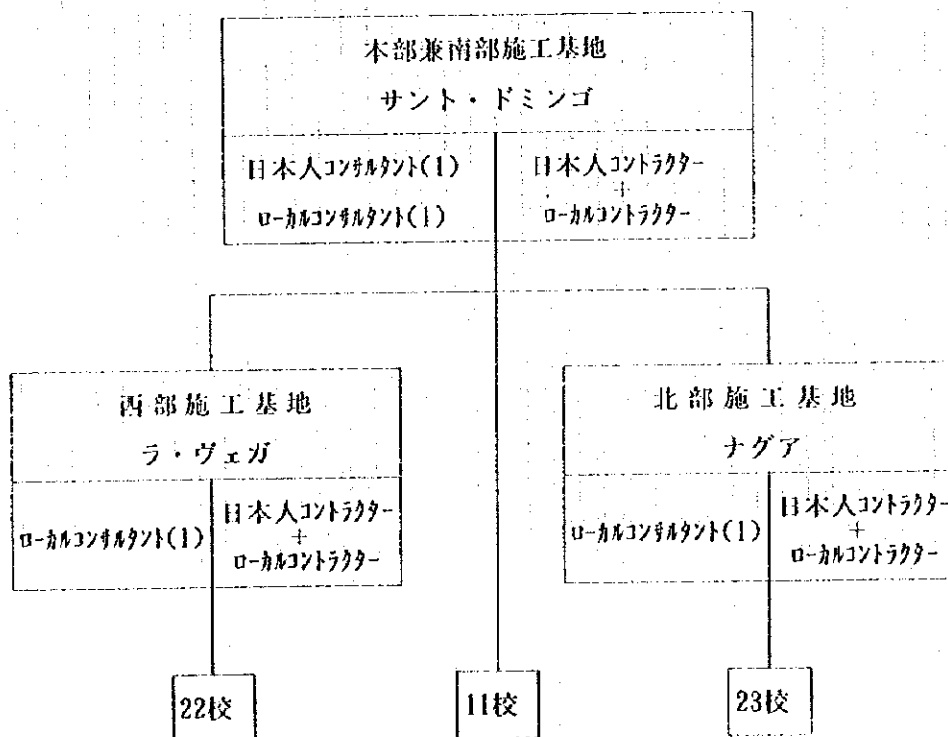 本部兼南部施工基地
サント・ドミンゴ
日本人コンサルタント(1)
ローカルコンサルタント(1)
日本人コントラクター
+
ローカルコントラクター
西部施工基地
ラ・ヴェガ
ローカルコンサルタント(1)
日本人コントラクター
+
ローカルコントラクター
北部施工基地
ナグア
ローカルコンサルタント(1)
日本人コントラクター
+
ローカルコントラクター
22校
11校
23校